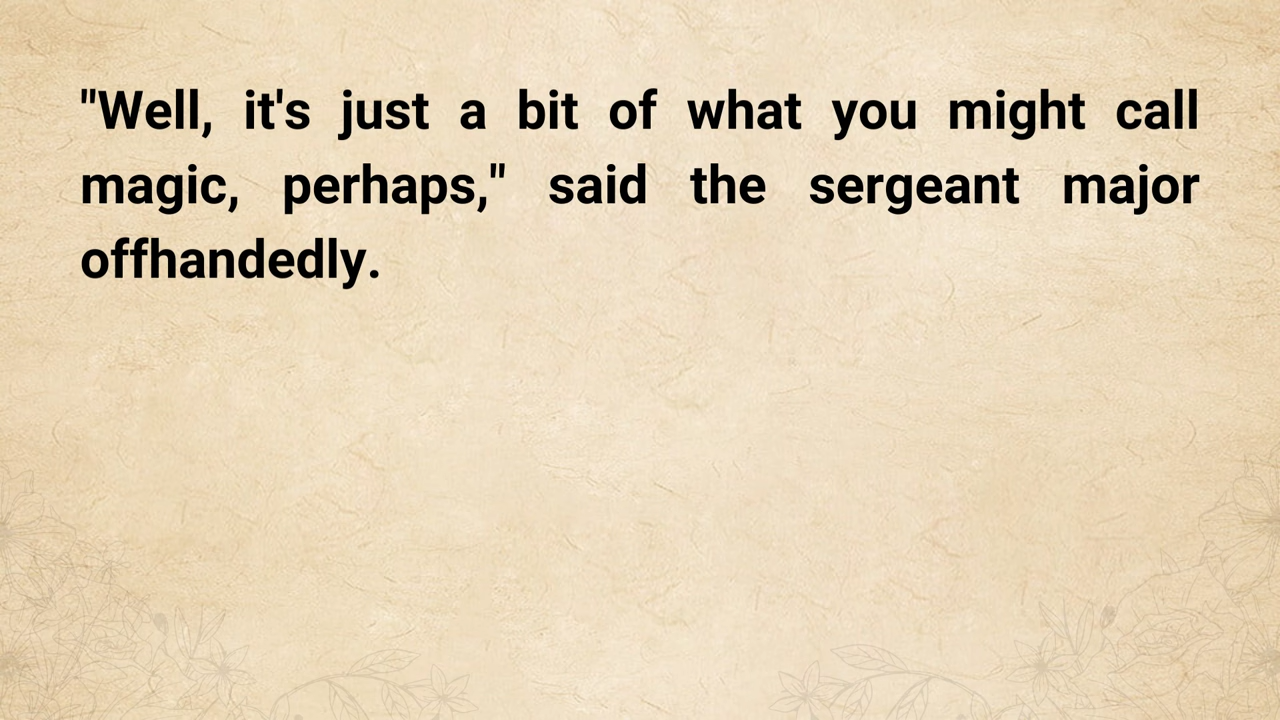 "Well, it's just a bit of what you might call
magic, perhaps," said the sergeant major
offhandedly.